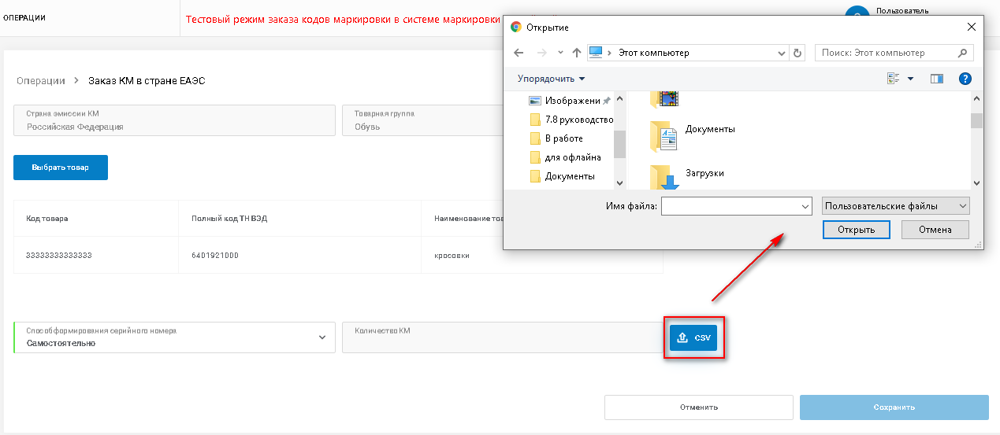 ОПЕРАЦИИ
Тестовый режим заказа кодов маркировки в системе маркировки
Пользователь
Операции > Заказ КМ в стране ЕАЭС
Страна эмиссии КМ
Российская Федерация
Товарная группа
Обувь
Выбрать товар
Код товара
Полный код ТН ВЭД
Наименование тов
33333333333333
6401921000
кросовки
Способ формирования серийного номера
Самостоятельно
Количество КМ
CSV
Отменить
Сохранить
Открытие
Этот компьютер
Поиск: Этот компьютер
Упорядочить
Изображени
7.8 руководство
В работе
для офлайна
Документы
Документы
Загрузки
Имя файла:
Пользовательские файлы
Открыть
Отмена